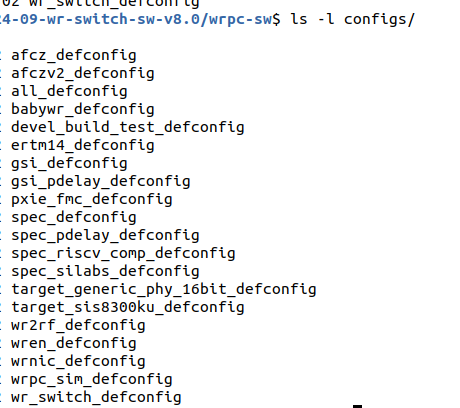 02 wr_switch_defconfig
4-09-wr-switch-sw-v8.0/wrpc-sw$ ls -l configs/
afcz_defconfig
afczv2_defconfig
all_defconfig
babywr_defconfig
devel_build_test_defconfig
ertm14_defconfig
gsi_defconfig
gsi_pdelay_defconfig
pxie_fmc_defconfig
spec_defconfig
spec_pdelay_defconfig
spec_riscv_comp_defconfig
spec_silabs_defconfig
target_generic_phy_16bit_defconfig
target_sis8300ku_defconfig
wr2rf_defconfig
wren_defconfig
wrnic_defconfig
wrpc_sim_defconfig
wr_switch_defconfig